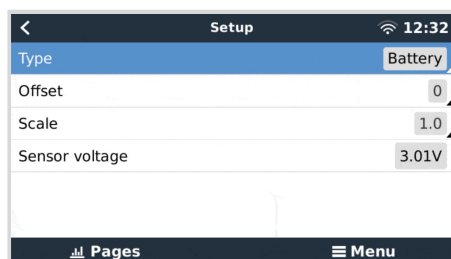 Setup 12:32
Type Battery
Offset 0
Scale 1.0
Sensor voltage 3.01V
Pages Menu